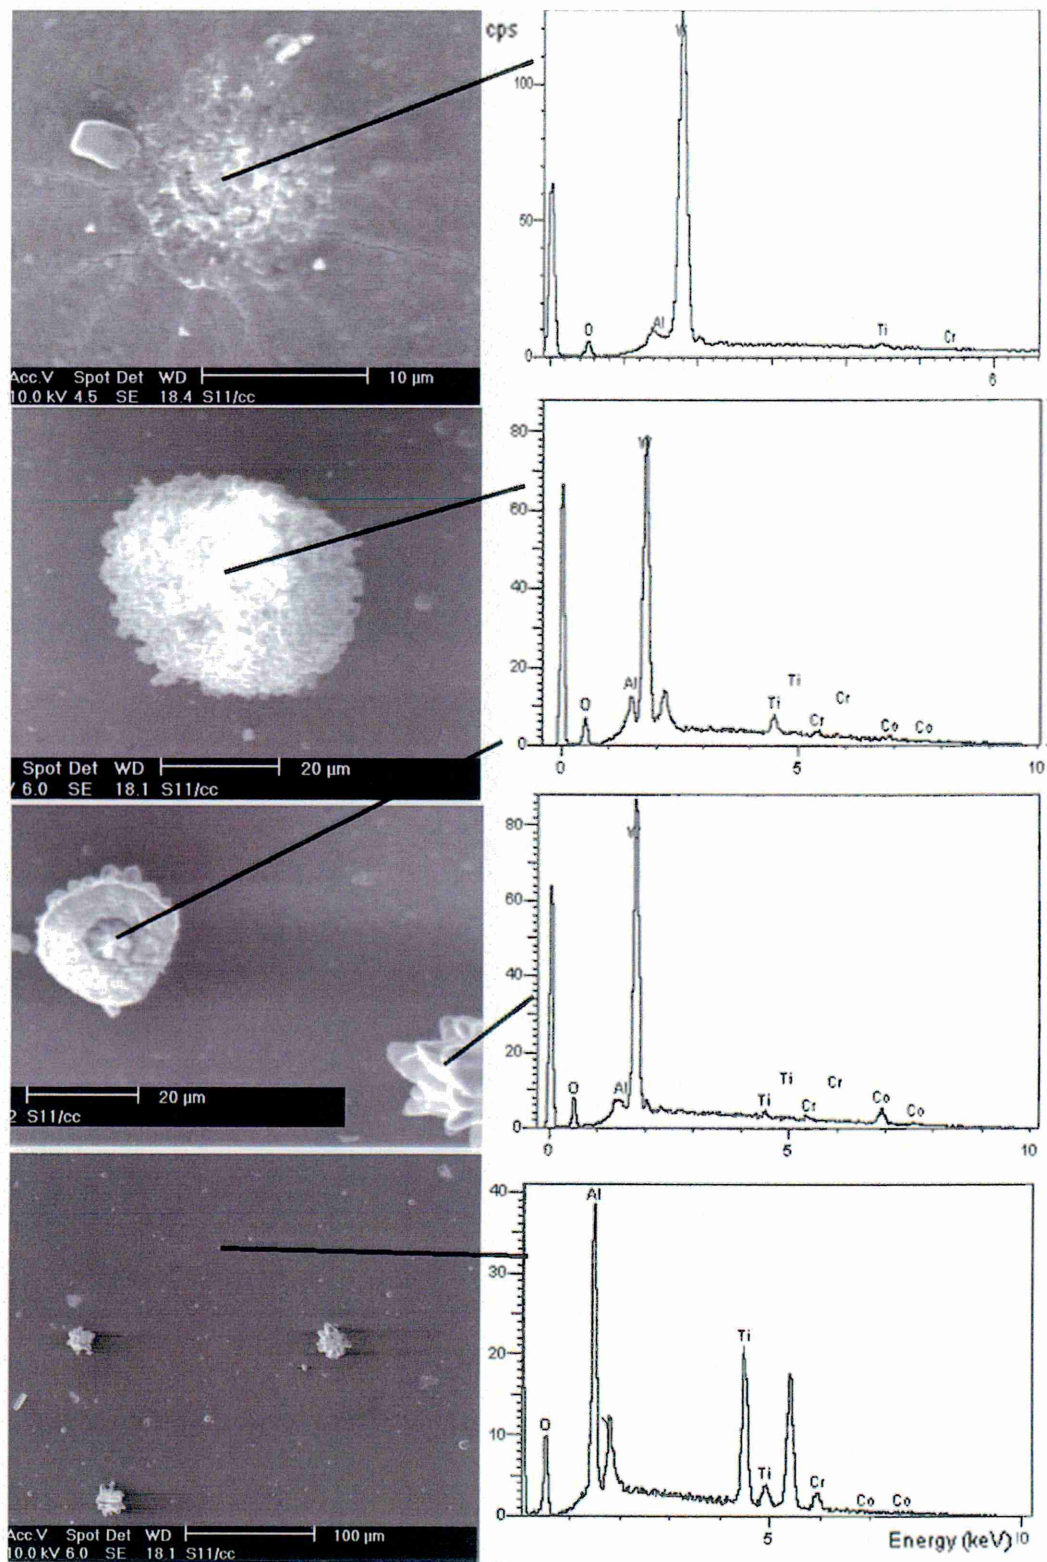 cps
W
100
50
O
Al
Ti
Cr
0
6
Acc.V Spot Det WD 10 µm
10.0 kV 4.5 SE 18.4 S11/cc
80
W
60
40
20
O
Al
Ti
Ti
Cr
Cr
Co
Co
0
0
5
10
Spot Det WD 20 µm
/ 6.0 SE 18.1 S11/cc
80
W
60
40
20
O
Al
Ti
Ti
Cr
Cr
Co
Co
0
0
5
10
20 µm
2 S11/cc
40
Al
30
Ti
20
O
10
Ti
Cr
Co
Co
0
5
Energy (keV) 10
Acc.V Spot Det WD 100 µm
10.0 kV 6.0 SE 18.1 S11/cc